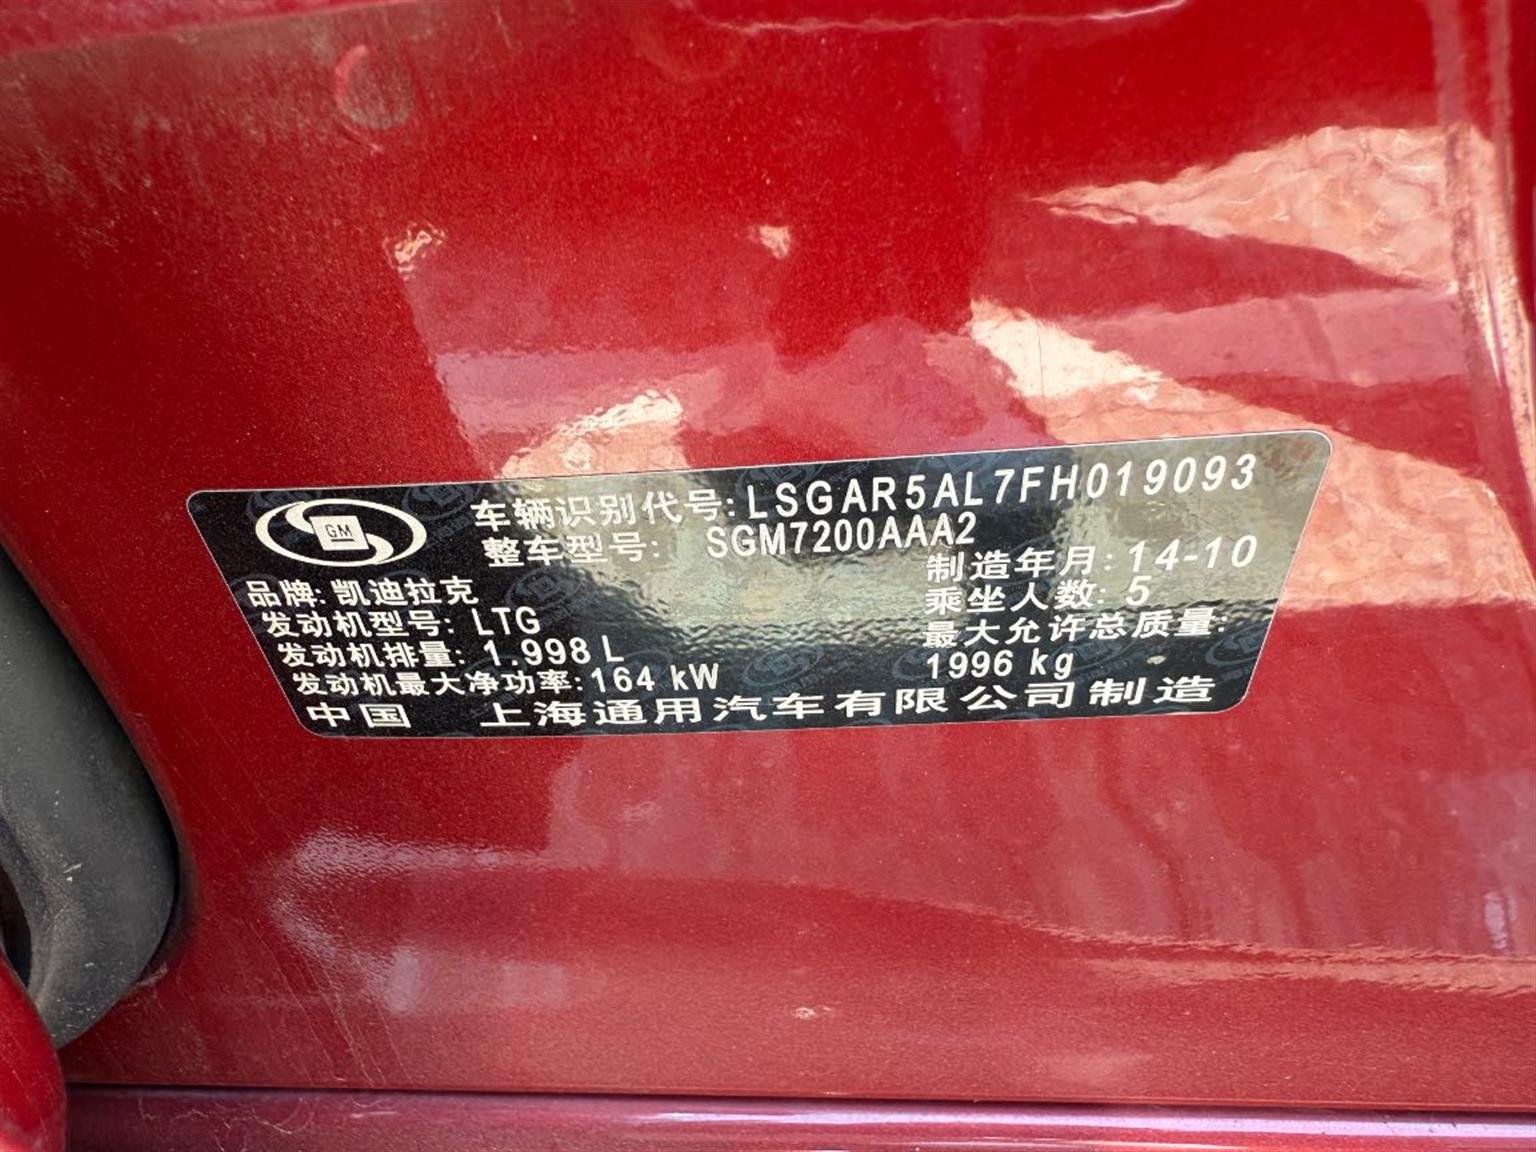 GM
车辆识别代号:LSGAR5AL7FH019093
整车型号: SGM7200AAA2
制造年月:14-10
品牌:凯迪拉克
乘坐人数:5
发动机型号: LTG
最大允许总质量:
发动机排量: 1.998 L
1996 kg
发动机最大净功率:164 kW
中国 上海通用汽车有限公司制造